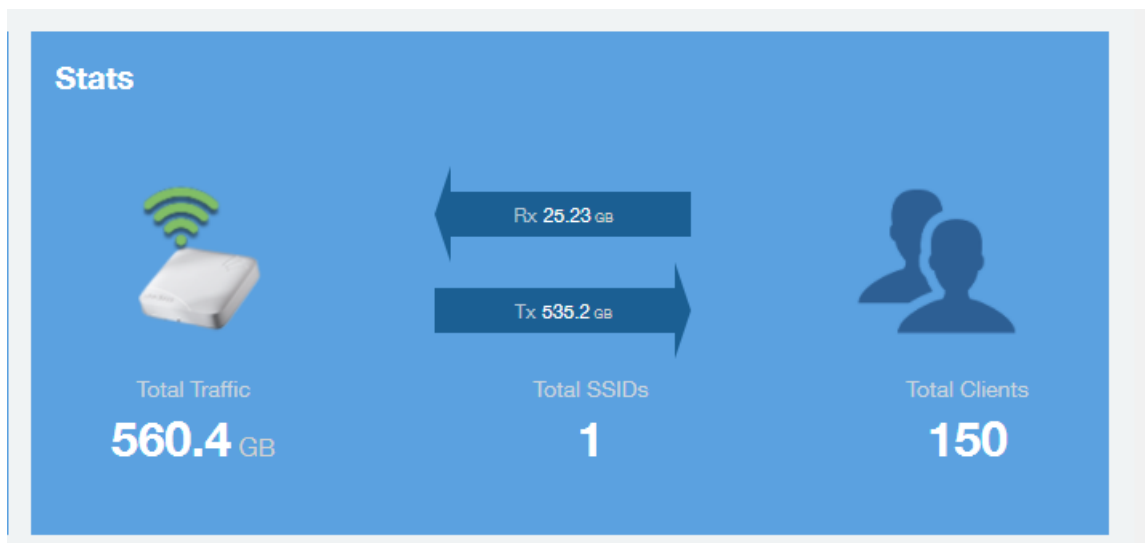 Stats
Rx 25.23 GB
Tx 535.2 GB
Total Traffic
560.4 GB
Total SSIDs
1
Total Clients
150